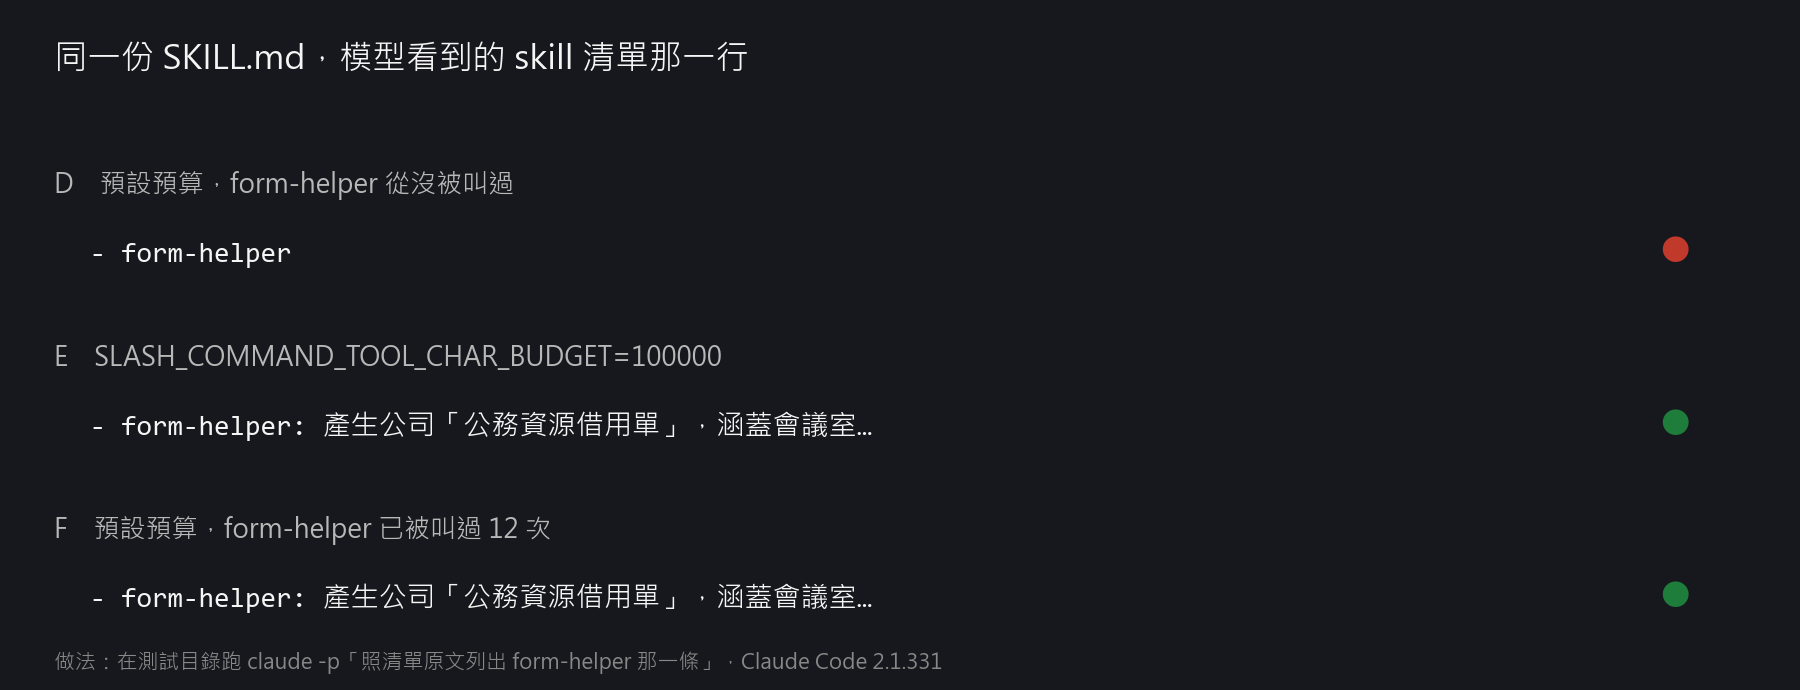 同一份 SKILL.md，模型看到的 skill 清單那一行
D 預設預算，form-helper 從沒被叫過
- form-helper
E SLASH_COMMAND_TOOL_CHAR_BUDGET=100000
- form-helper: 產生公司「公務資源借用單」，涵蓋會議室…
F 預設預算，form-helper 已被叫過 12 次
- form-helper: 產生公司「公務資源借用單」，涵蓋會議室…
做法：在測試目錄跑 claude -p「照清單原文列出 form-helper 那一條」，Claude Code 2.1.331